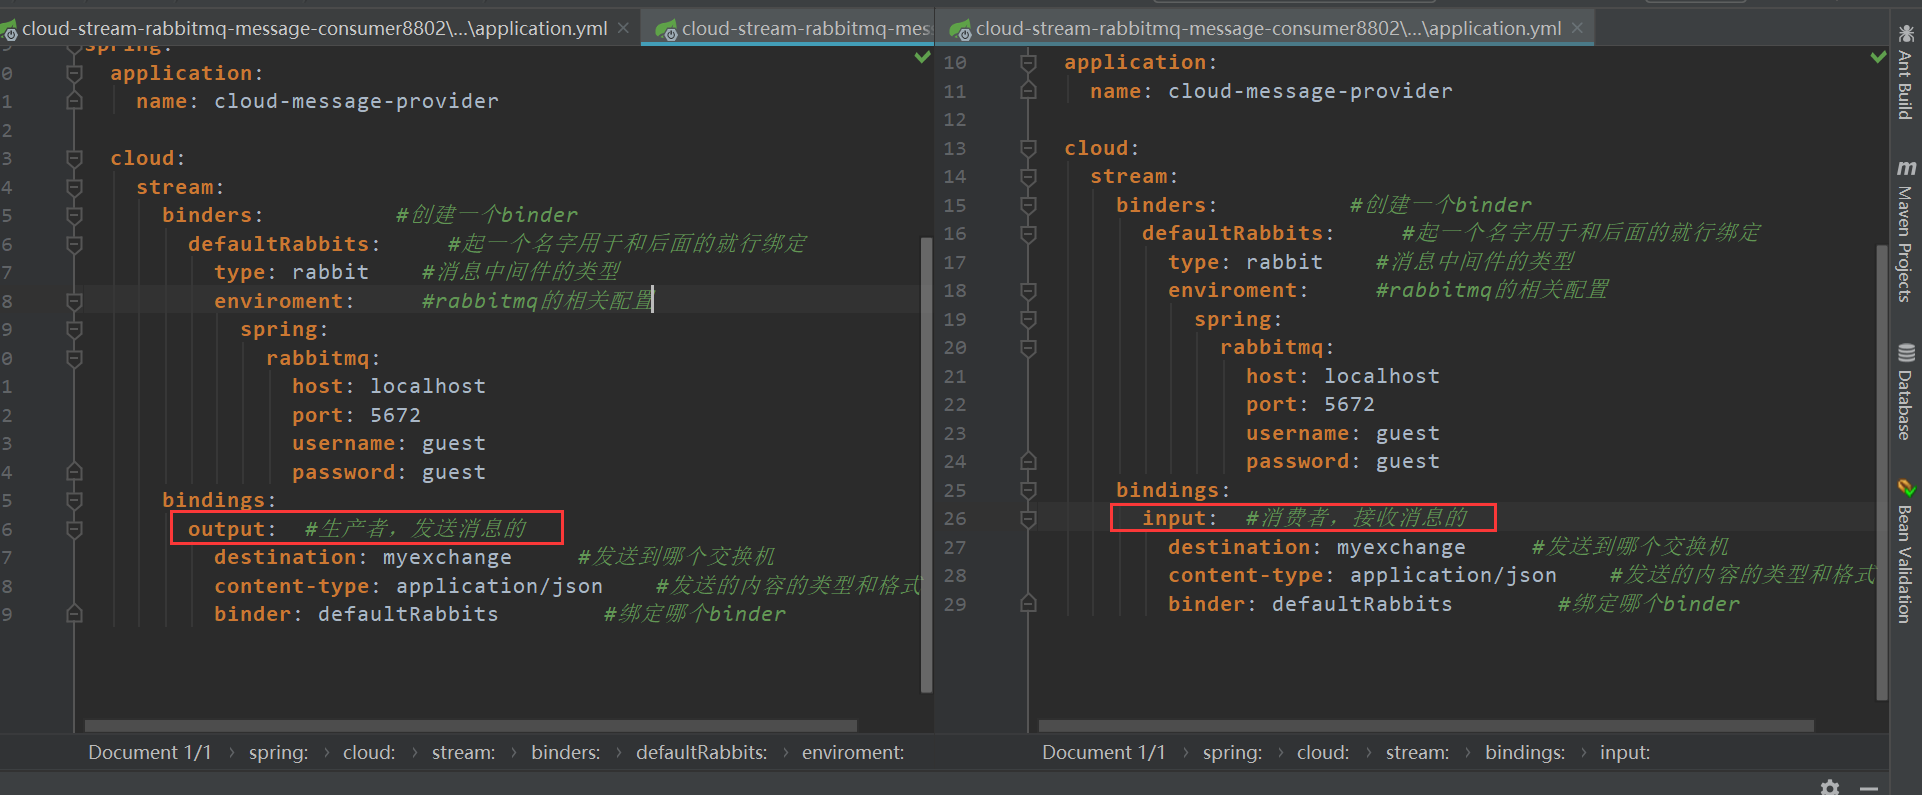 cloud-stream-rabbitmq-message-consumer8802\...\application.yml
cloud-stream-rabbitmq-mes
cloud-stream-rabbitmq-message-consumer8802\...\application.yml
spring:
0 application:
1 name: cloud-message-provider
2
3 cloud:
4 stream:
5 binders: #创建一个binder
6 defaultRabbits: #起一个名字用于和后面的就行绑定
7 type: rabbit #消息中间件的类型
8 enviroment: #rabbitmq的相关配置
9 spring:
0 rabbitmq:
1 host: localhost
2 port: 5672
3 username: guest
4 password: guest
5 bindings:
6 output: #生产者，发送消息的
7 destination: myexchange #发送到哪个交换机
8 content-type: application/json #发送的内容的类型和格式
9 binder: defaultRabbits #绑定哪个binder
Document 1/1 › spring: › cloud: › stream: › binders: › defaultRabbits: › enviroment:
10 application:
11 name: cloud-message-provider
12
13 cloud:
14 stream:
15 binders: #创建一个binder
16 defaultRabbits: #起一个名字用于和后面的就行绑定
17 type: rabbit #消息中间件的类型
18 enviroment: #rabbitmq的相关配置
19 spring:
20 rabbitmq:
21 host: localhost
22 port: 5672
23 username: guest
24 password: guest
25 bindings:
26 input: #消费者，接收消息的
27 destination: myexchange #发送到哪个交换机
28 content-type: application/json #发送的内容的类型和格式
29 binder: defaultRabbits #绑定哪个binder
Document 1/1 › spring: › cloud: › stream: › bindings: › input:
Ant Build
m Maven Projects
Database
Bean Validation